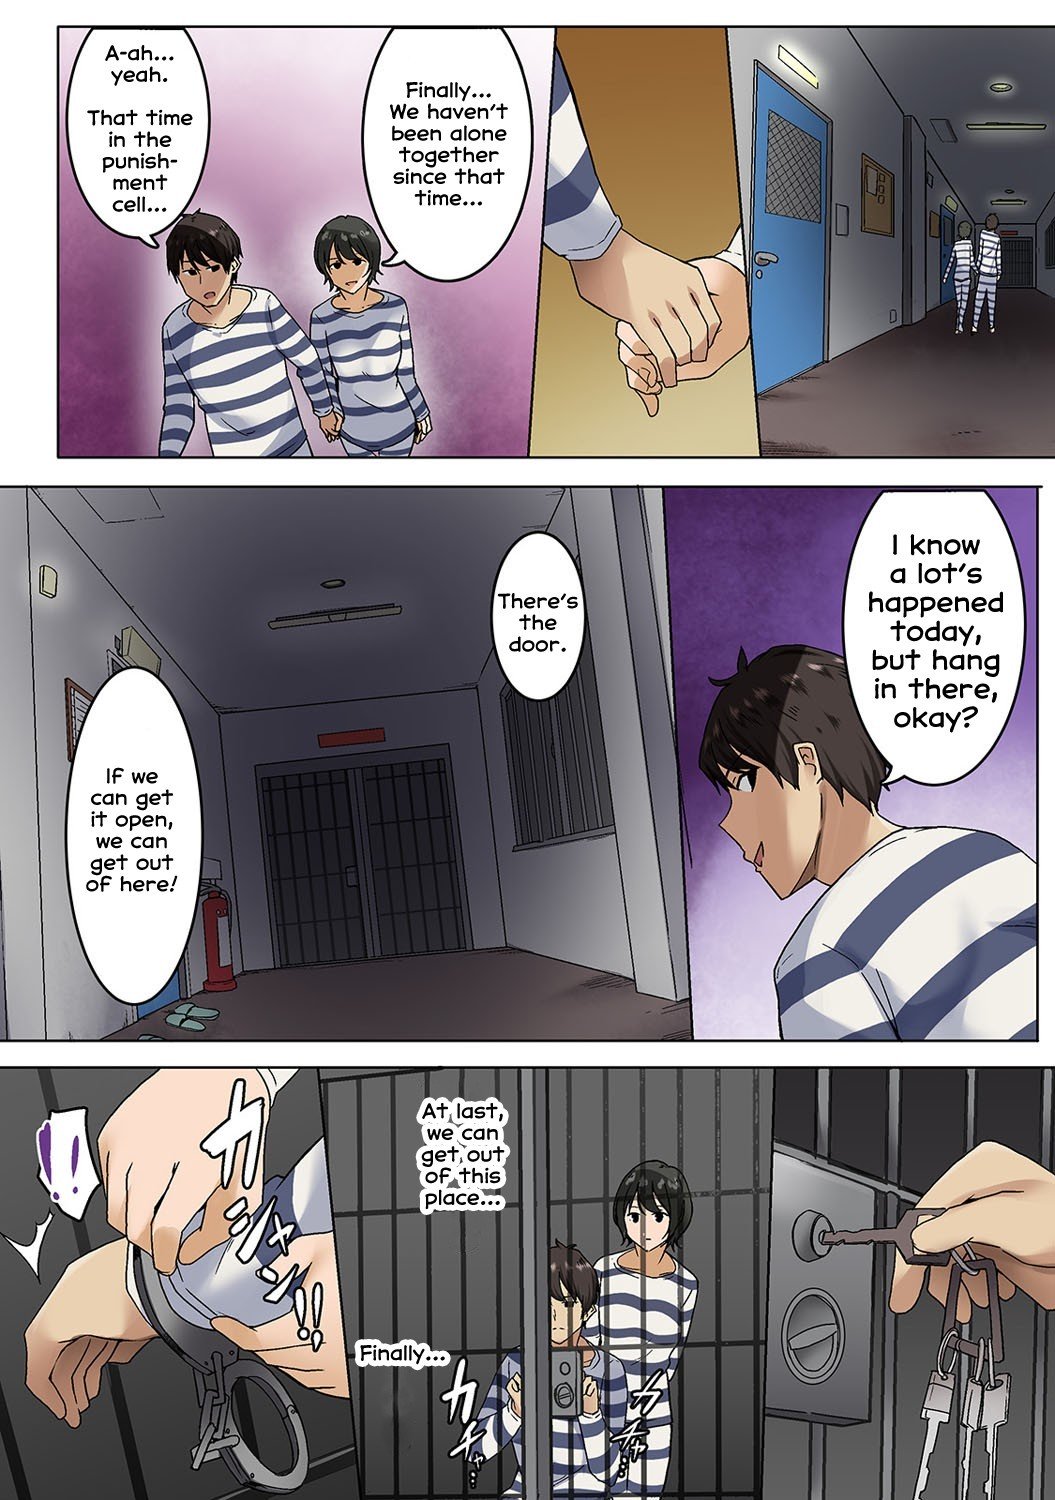 Finally...
We haven't
been alone
together
since that
time...
A-ah...
yeah.
That time
in the
punish-
ment
cell...
I know
a lot's
happened
today,
but hang
in there,
okay?
There's
the
door.
If we
can get
it open,
we can
get out
of here!
At last,
we can
get out
of this
place...
Finally...
カチャ...
カチャ...
!!
ガシャン!!